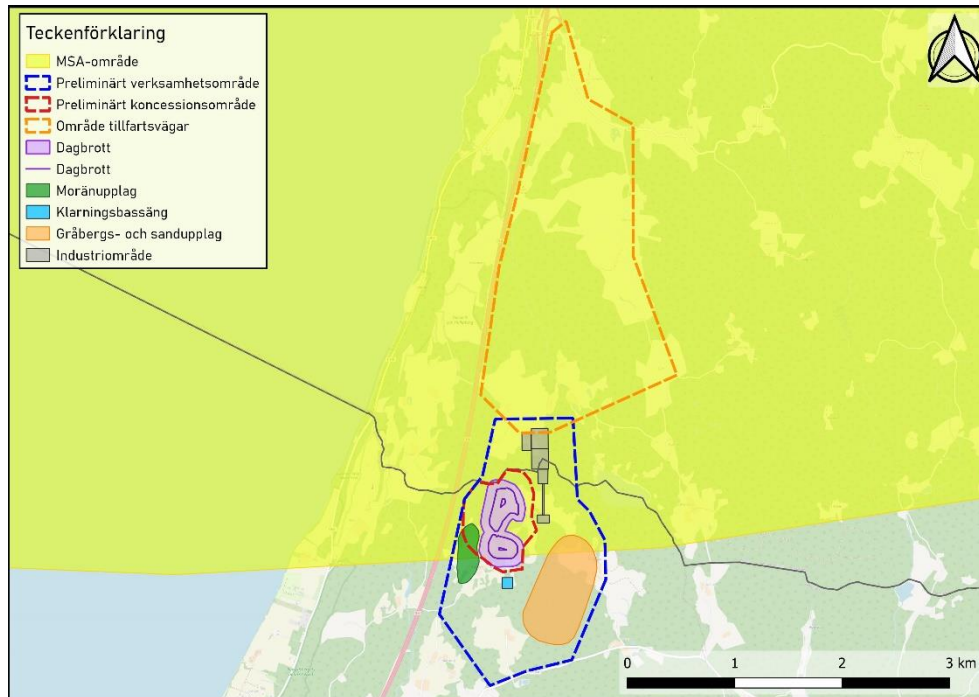 Teckenförklaring
MSA-område
Preliminärt verksamhetsområde
Preliminärt koncessionsområde
Område tillfartsvägar
Dagbrott
Dagbrott
Moränupplag
Klarningsbassäng
Gråbergs- och sandupplag
Industriområde
0 1 2 3 km